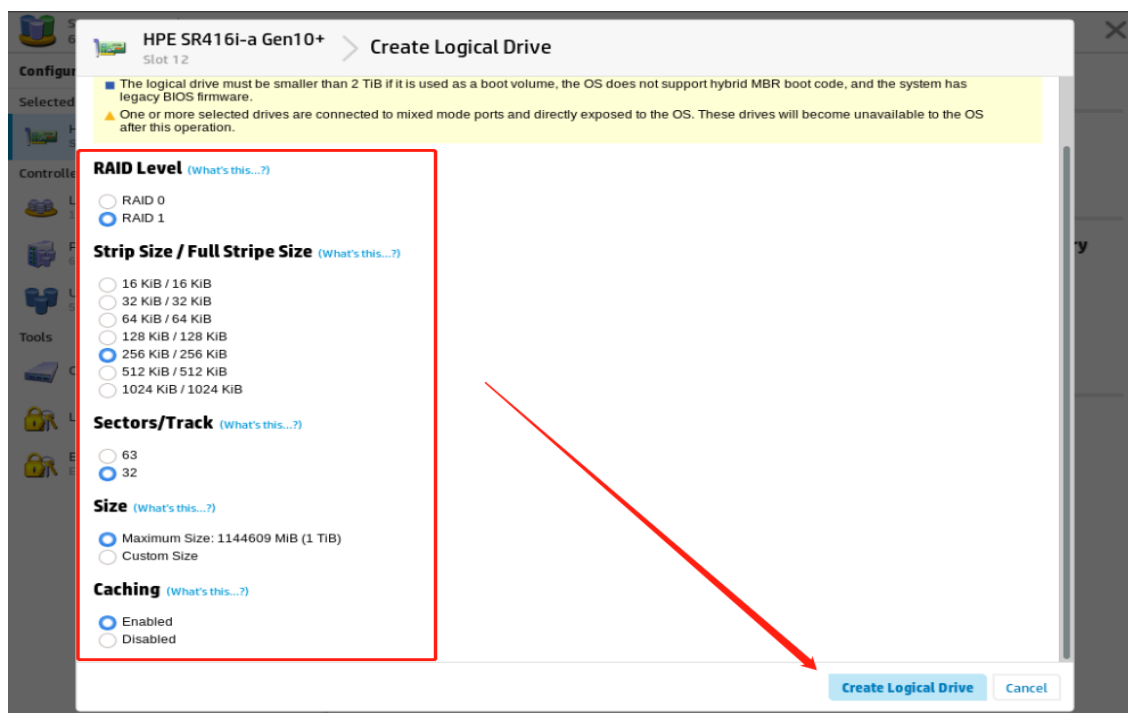 HPE SR416i-a Gen10+
Slot 12
Create Logical Drive
Configur
Selected
Controlle
Tools
The logical drive must be smaller than 2 TiB if it is used as a boot volume, the OS does not support hybrid MBR boot code, and the system has
legacy BIOS firmware.
One or more selected drives are connected to mixed mode ports and directly exposed to the OS. These drives will become unavailable to the OS
after this operation.
RAID Level (What's this...?)
RAID 0
RAID 1
Strip Size / Full Stripe Size (What's this...?)
16 KiB / 16 KiB
32 KiB / 32 KiB
64 KiB / 64 KiB
128 KiB / 128 KiB
256 KiB / 256 KiB
512 KiB / 512 KiB
1024 KiB / 1024 KiB
Sectors/Track (What's this...?)
63
32
Size (What's this...?)
Maximum Size: 1144609 MiB (1 TiB)
Custom Size
Caching (What's this...?)
Enabled
Disabled
Create Logical Drive
Cancel